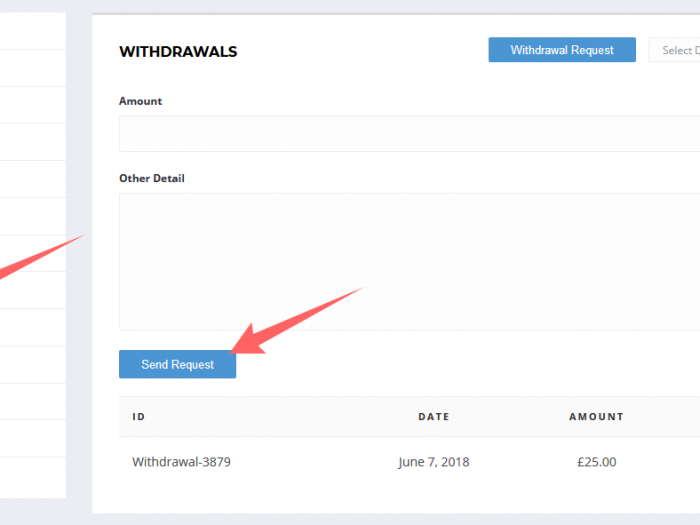 WITHDRAWALS
Withdrawal Request
Select
Amount
Other Detail
Send Request
ID DATE AMOUNT
Withdrawal-3879 June 7, 2018 £25.00